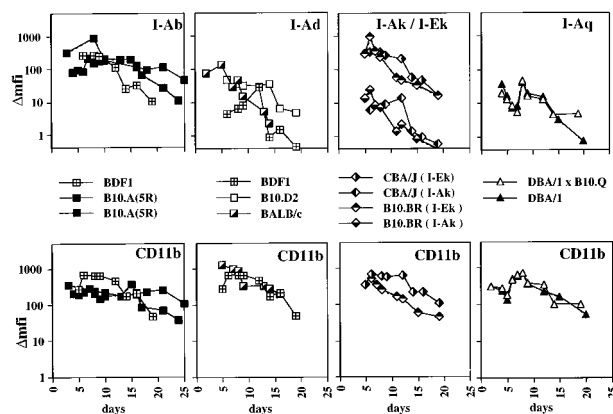 I-Ab
I-Ad
I-Ak / I-Ek
I-Aq
Δmfi
1000
100
10
1
BDF1
B10.A(5R)
B10.A(5R)
BDF1
B10.D2
BALB/c
CBA/J (I-Ek)
CBA/J (I-Ak)
B10.BR (I-Ek)
B10.BR (I-Ak)
DBA/1 x B10.Q
DBA/1
CD11b
CD11b
CD11b
CD11b
Δmfi
1000
100
10
1
0 5 10 15 20 25
0 5 10 15 20 25
0 5 10 15 20 25
0 5 10 15 20 25
days
days
days
days